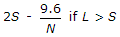 2S - 9.6/N if L > S